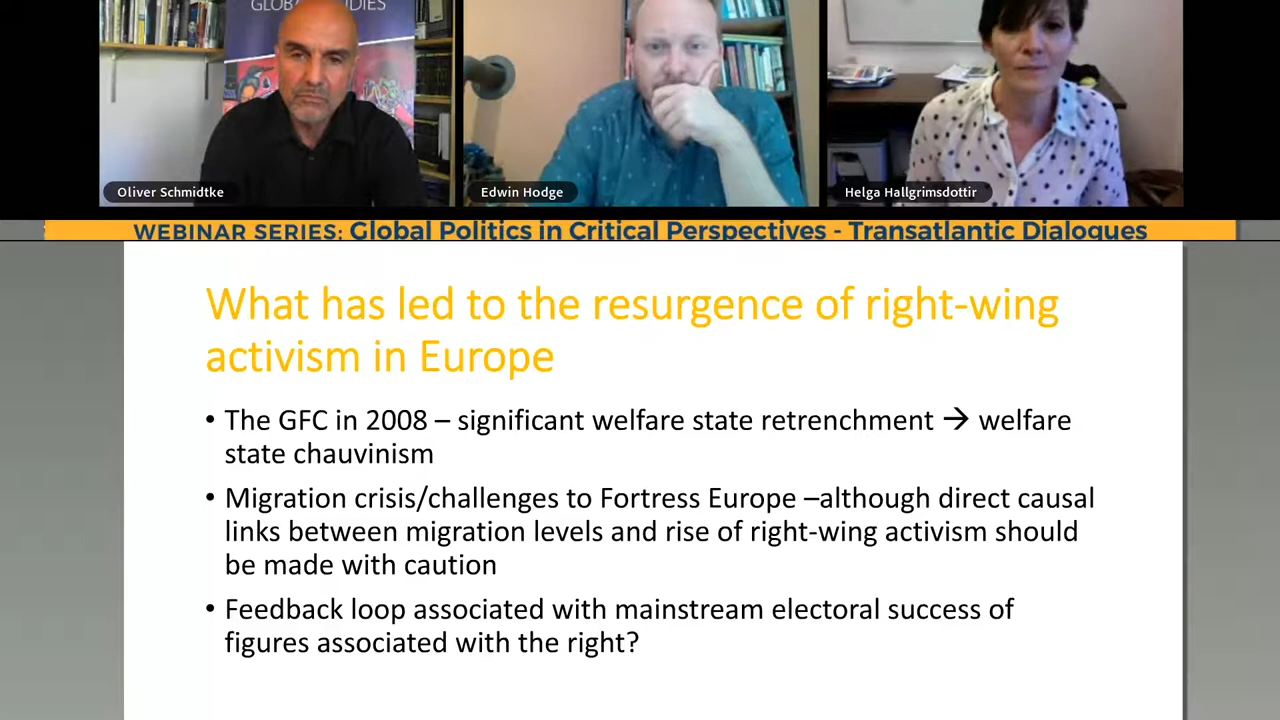 GLOBAL STUDIES
Oliver Schmidtke
Edwin Hodge
Helga Hallgrimsdottir
WEBINAR SERIES: Global Politics in Critical Perspectives - Transatlantic Dialogues
What has led to the resurgence of right-wing
activism in Europe
• The GFC in 2008 – significant welfare state retrenchment → welfare
state chauvinism
• Migration crisis/challenges to Fortress Europe –although direct causal
links between migration levels and rise of right-wing activism should
be made with caution
• Feedback loop associated with mainstream electoral success of
figures associated with the right?